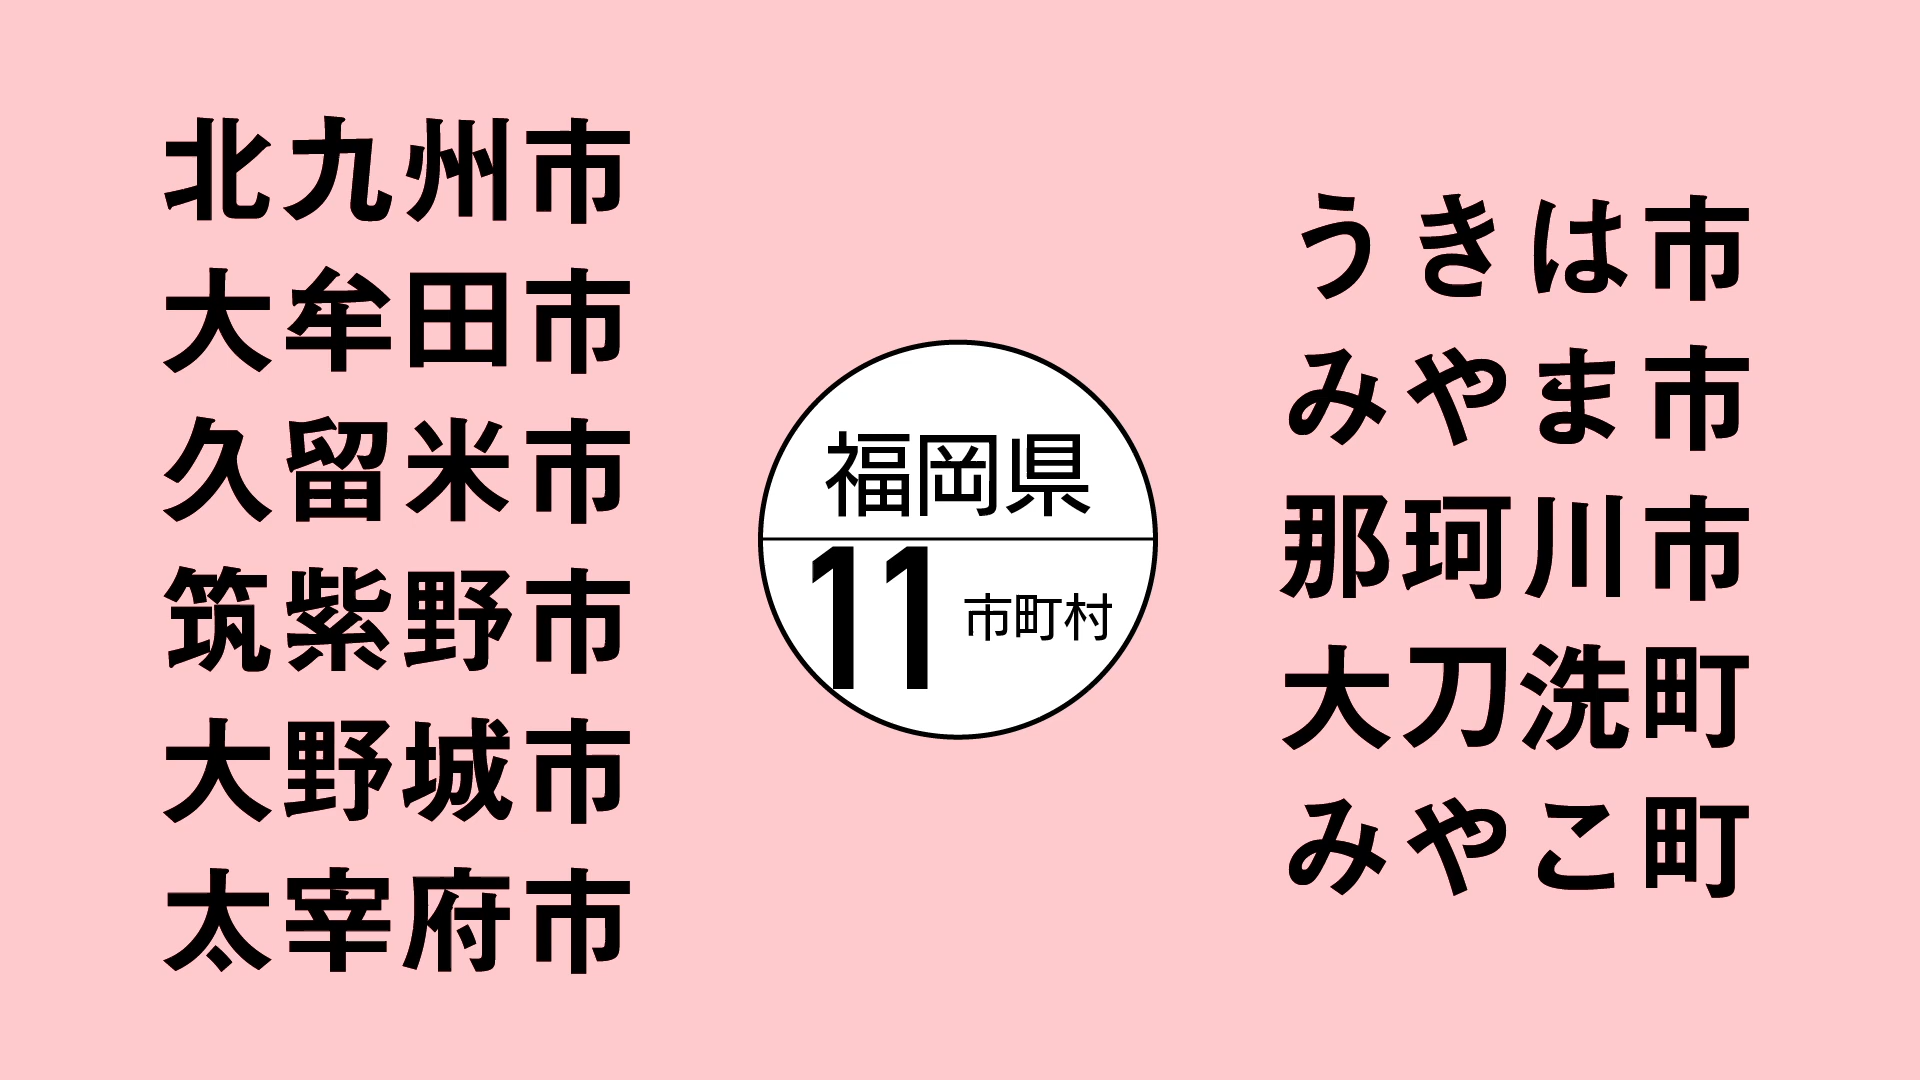 北九州市
大牟田市
久留米市
筑紫野市
大野城市
太宰府市
福岡県
11 市町村
うきは市
みやま市
那珂川市
大刀洗町
みやこ町